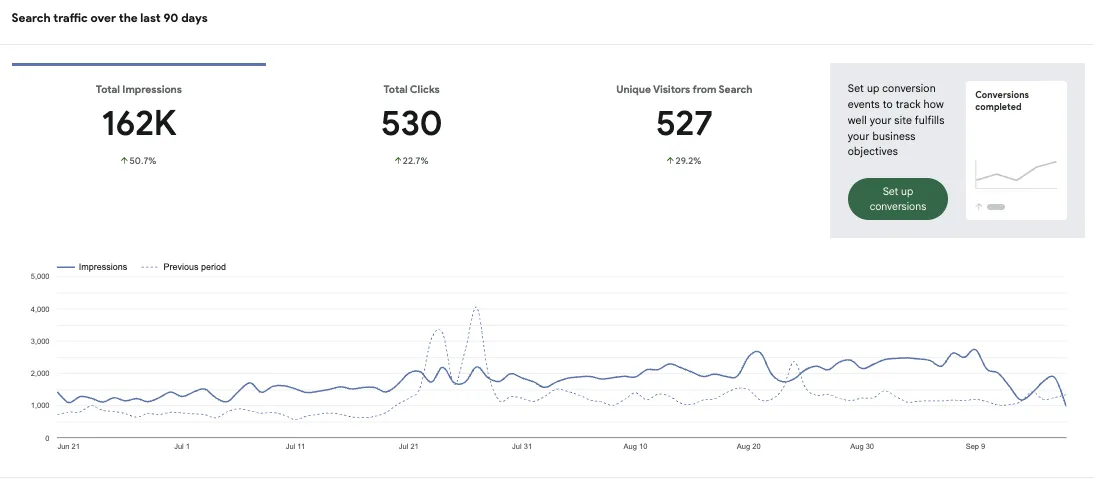 Search traffic over the last 90 days
Total Impressions
162K
↑ 50.7%
Total Clicks
530
↑ 22.7%
Unique Visitors from Search
527
↑ 29.2%
Set up conversion
events to track how
well your site fulfills
your business
objectives
Set up
conversions
Conversions
completed
Impressions
Previous period
5,000
4,000
3,000
2,000
1,000
0
Jun 21
Jul 1
Jul 11
Jul 21
Jul 31
Aug 10
Aug 20
Aug 30
Sep 9